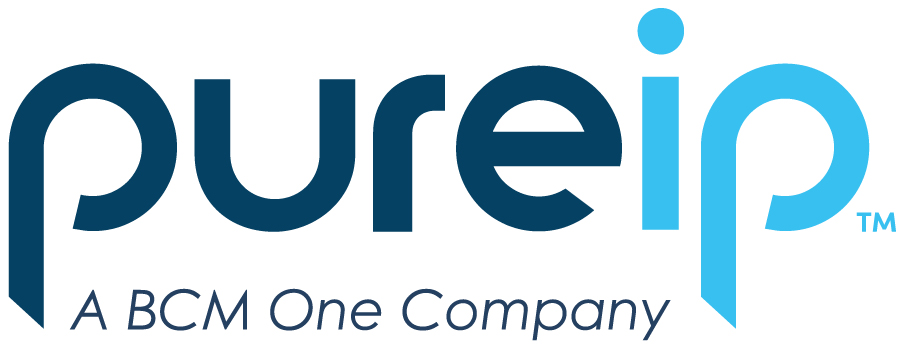 pureip™
A BCM One Company